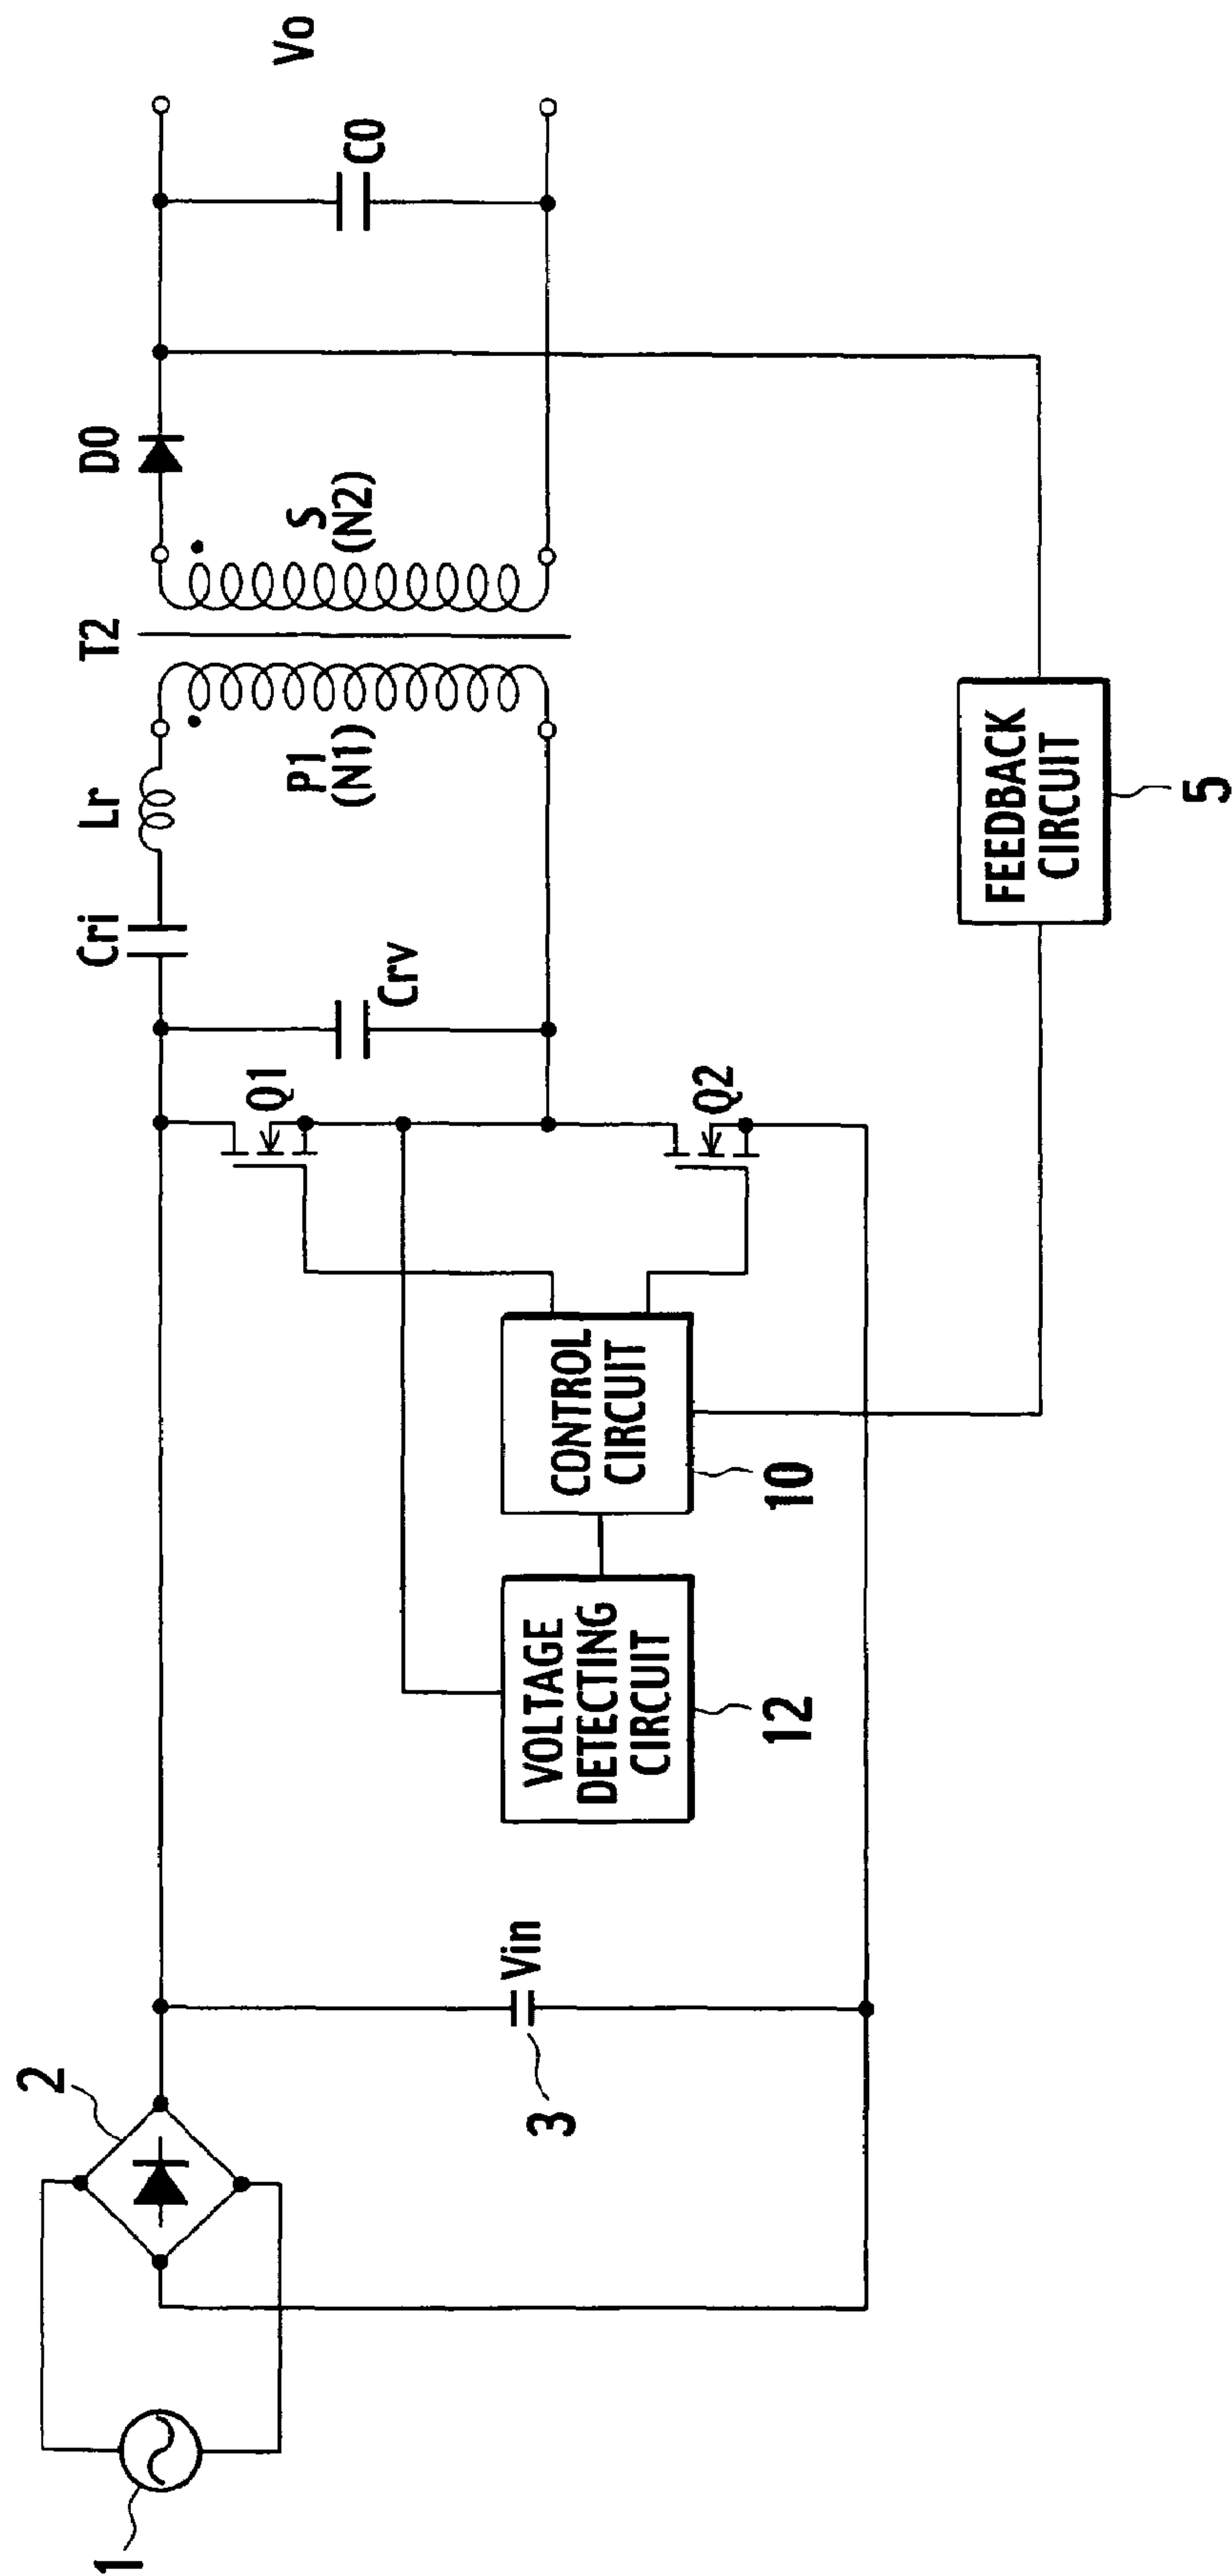 1
2
3
Vin
VOLTAGE
DETECTING
CIRCUIT
12
CONTROL
CIRCUIT
10
Q1
Q2
Cri
Crv
Lr
P1
(N1)
T2
S
(N2)
D0
C0
Vo
FEEDBACK
CIRCUIT
5